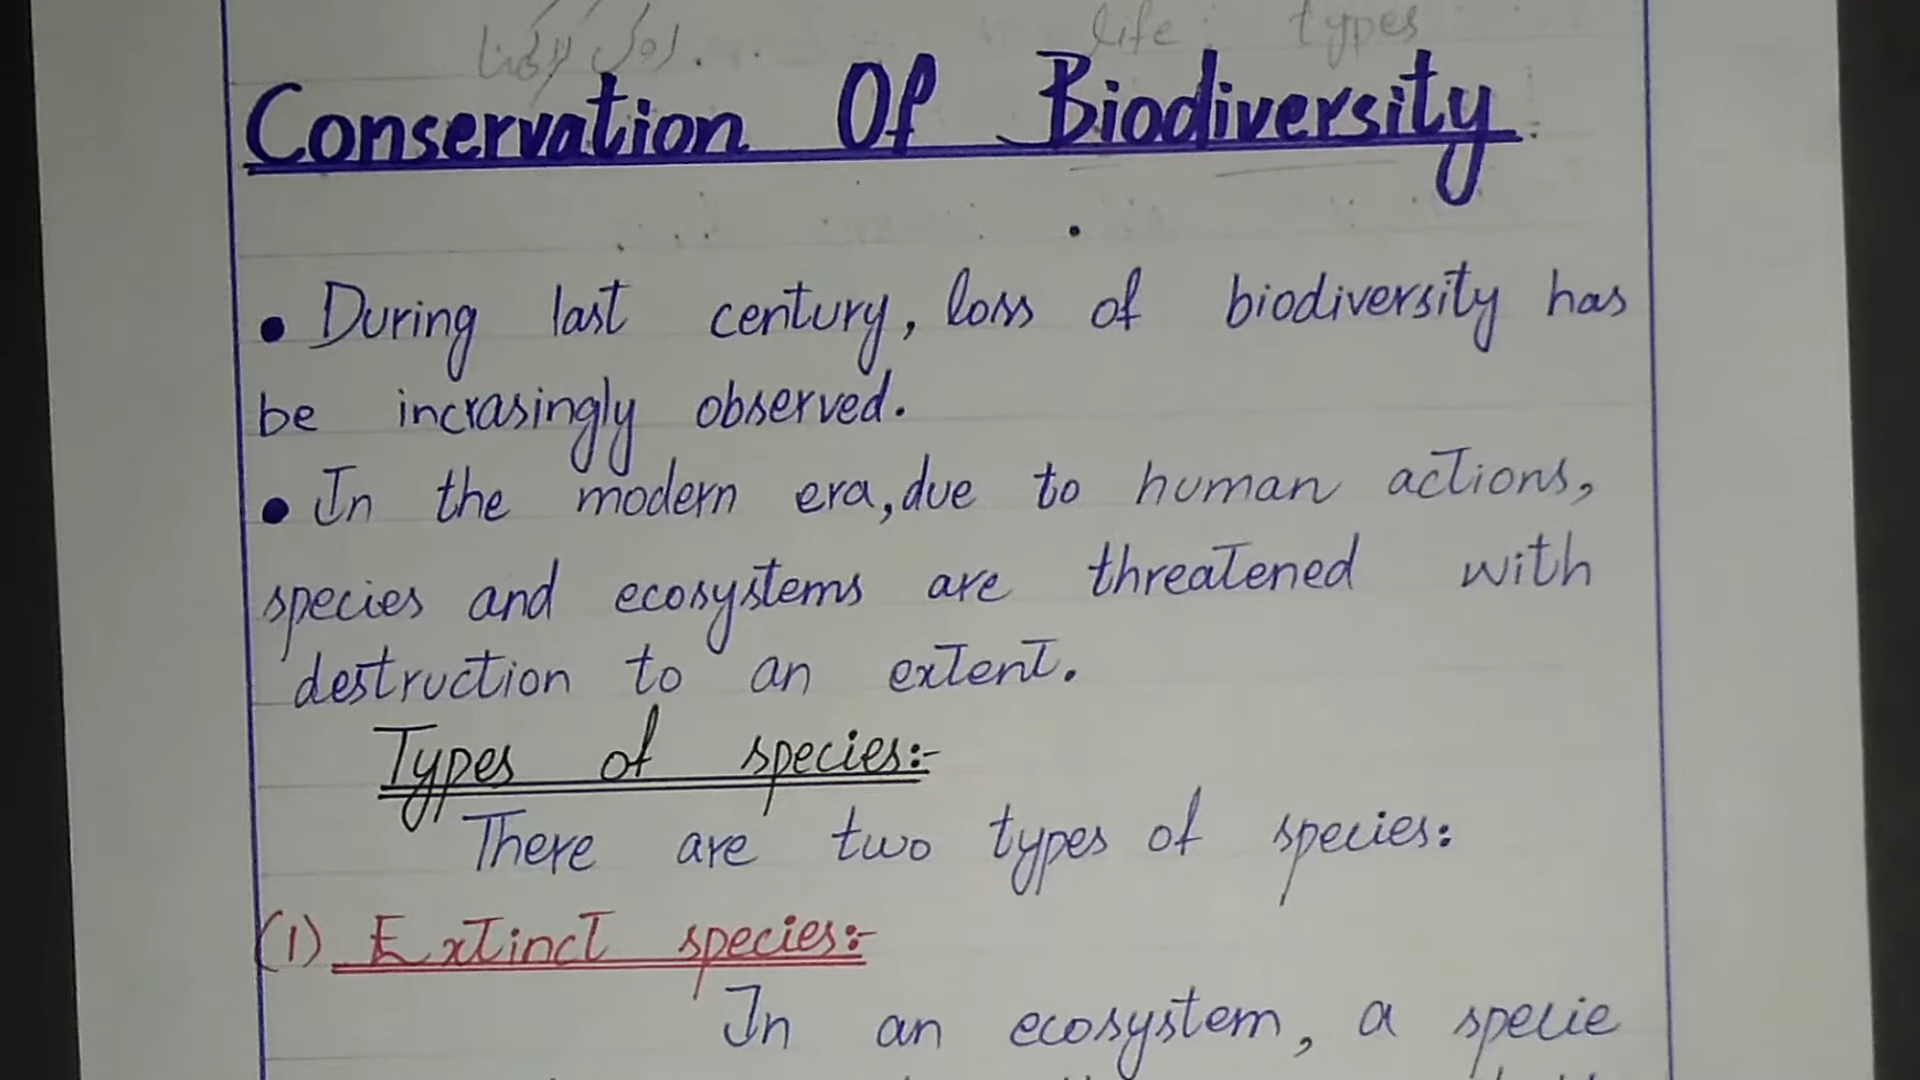 life: types
Conservation Of Biodiversity
• During last century, loss of biodiversity has
be incrasingly observed.
• In the modern era, due to human actions,
species and ecosystems are threatened with
destruction to an extent.
Types of species:-
There are two types of species:
(1) Extinct species:-
In an ecosystem, a specie